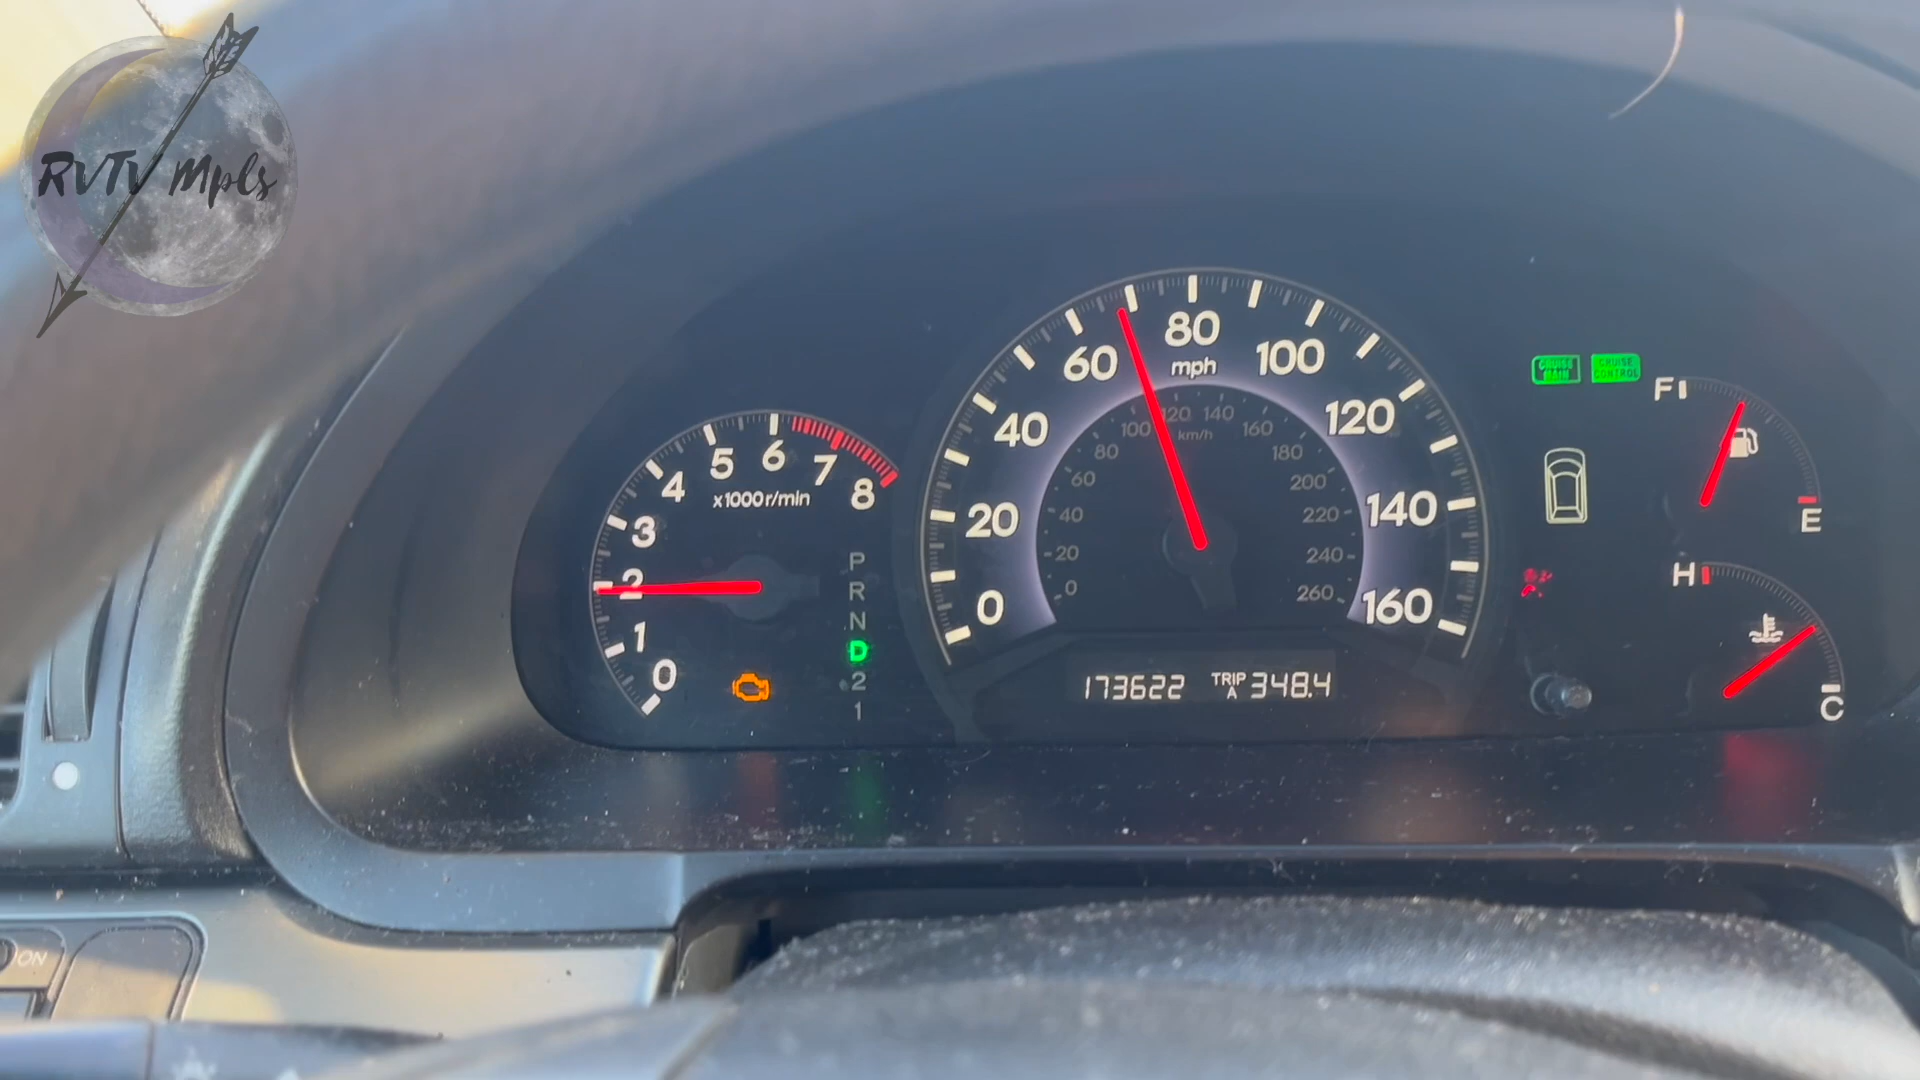 RVTV Mpls
80
60
mph
100
40
120
20
140
0
160
100 120 140
km/h
80
160
60
180
40
200
20
220
0
240
260
5 6 7
4
8
x1000r/min
3
2
1
0
P
R
N
D
2
1
173622 TRIP A 348.4
CRUISE MAIN
CRUISE CONTROL
F
E
H
C
ON